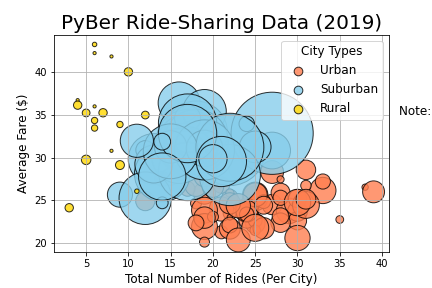 PyBer Ride-Sharing Data (2019)
City Types
Urban
Suburban
Rural
Note:
Average Fare ($)
40
35
30
25
20
5 10 15 20 25 30 35 40
Total Number of Rides (Per City)